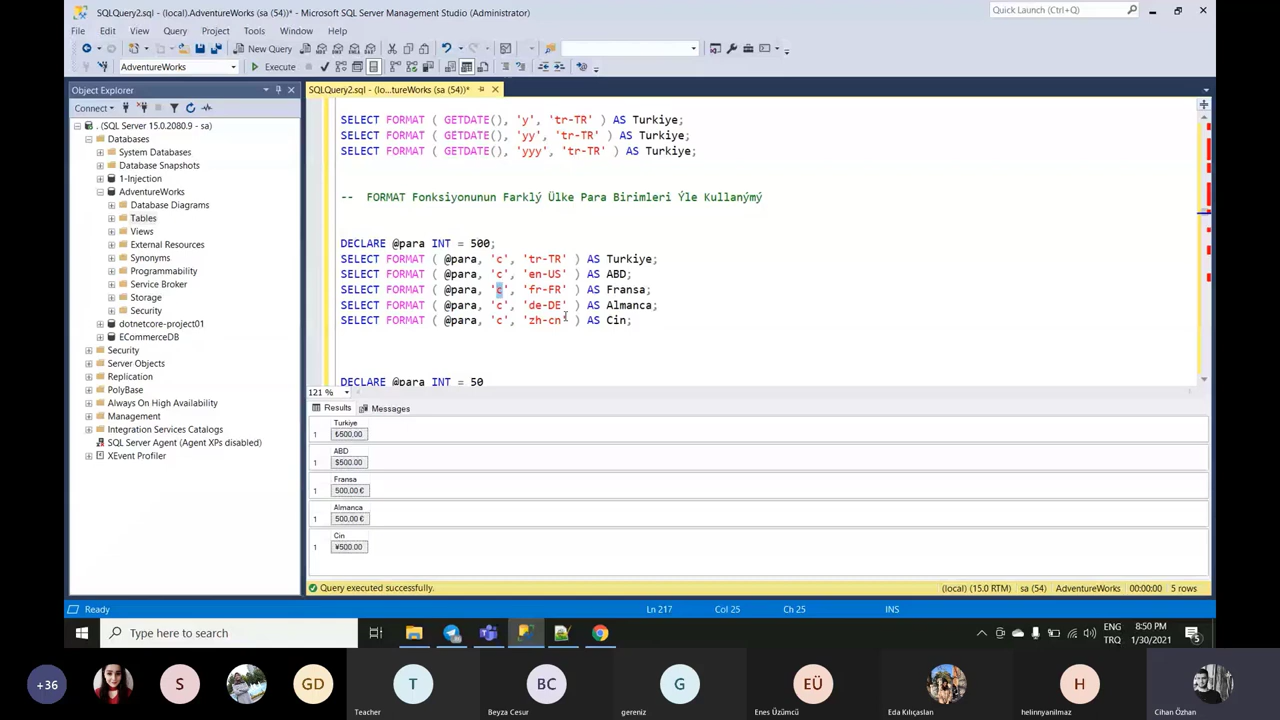 SQLQuery2.sql - (local).AdventureWorks (sa (54))* - Microsoft SQL Server Management Studio (Administrator)
Quick Launch (Ctrl+Q)
File Edit View Query Project Tools Window Help
New Query
AdventureWorks
Execute
Object Explorer
SQLQuery2.sql - (lo...tureWorks (sa (54))*
Connect
. (SQL Server 15.0.2080.9 - sa)
Databases
System Databases
Database Snapshots
1-Injection
AdventureWorks
Database Diagrams
Tables
Views
External Resources
Synonyms
Programmability
Service Broker
Storage
Security
dotnetcore-project01
ECommerceDB
Security
Server Objects
Replication
PolyBase
Always On High Availability
Management
Integration Services Catalogs
SQL Server Agent (Agent XPs disabled)
XEvent Profiler
SELECT FORMAT ( GETDATE(), 'y', 'tr-TR' ) AS Turkiye;
SELECT FORMAT ( GETDATE(), 'yy', 'tr-TR' ) AS Turkiye;
SELECT FORMAT ( GETDATE(), 'yyy', 'tr-TR' ) AS Turkiye;
-- FORMAT Fonksiyonunun Farklý Ülke Para Birimleri Ýle Kullanýmý
DECLARE @para INT = 500;
SELECT FORMAT ( @para, 'c', 'tr-TR' ) AS Turkiye;
SELECT FORMAT ( @para, 'c', 'en-US' ) AS ABD;
SELECT FORMAT ( @para, 'c', 'fr-FR' ) AS Fransa;
SELECT FORMAT ( @para, 'c', 'de-DE' ) AS Almanca;
SELECT FORMAT ( @para, 'c', 'zh-cn' ) AS Cin;
DECLARE @para INT = 50
121 %
Results Messages
Turkiye
1 ₺500,00
ABD
1 $500.00
Fransa
1 500,00 €
Almanca
1 500,00 €
Cin
1 ¥500.00
Query executed successfully.
(local) (15.0 RTM) sa (54) AdventureWorks 00:00:00 5 rows
Ready
Ln 217 Col 25 Ch 25 INS
Type here to search
ENG
TRQ
8:50 PM
1/30/2021
5
+36
S
GD
T
BC
G
EÜ
H
Teacher
Beyza Cesur
gereniz
Enes Üzümcü
Eda Kılıçaslan
helinnyanilmaz
Cihan Özhan